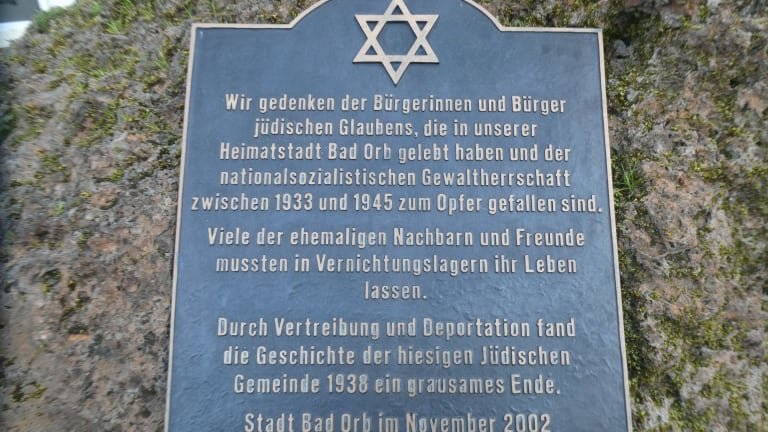 Wir gedenken der Bürgerinnen und Bürger
jüdischen Glaubens, die in unserer
Heimatstadt Bad Orb gelebt haben und der
nationalsozialistischen Gewaltherrschaft
zwischen 1933 und 1945 zum Opfer gefallen sind.
Viele der ehemaligen Nachbarn und Freunde
mussten in Vernichtungslagern ihr Leben
lassen.
Durch Vertreibung und Deportation fand
die Geschichte der hiesigen Jüdischen
Gemeinde 1938 ein grausames Ende.
Stadt Bad Orb im November 2002